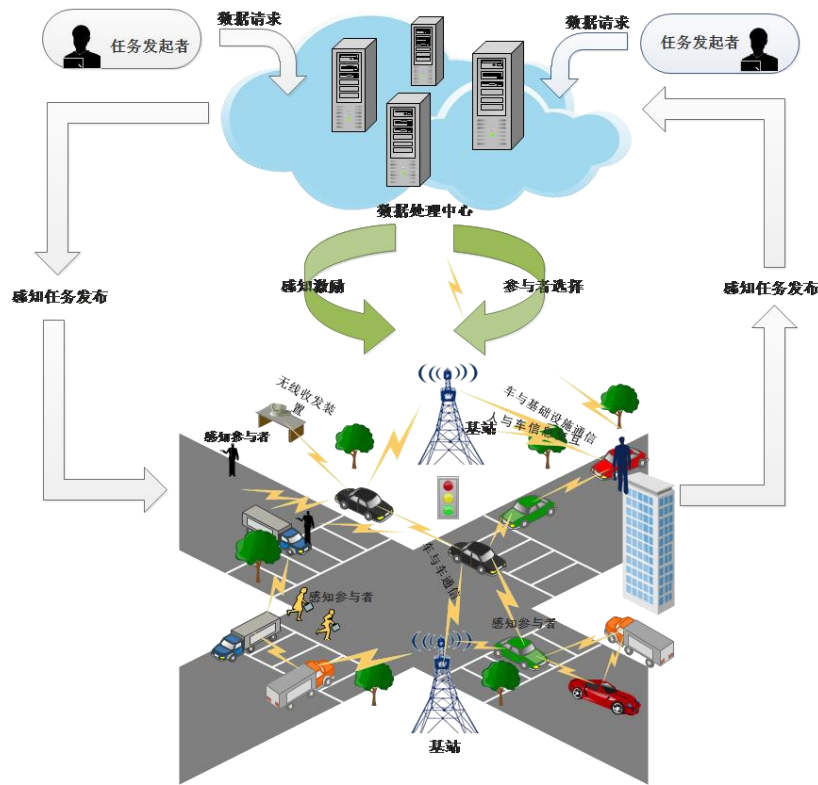 数据请求
数据请求
任务发起者
任务发起者
数据处理中心
感知激励
参与者选择
感知任务发布
感知任务发布
无线收发装
置
车与基础设施通信
人与车信息交互
基站
感知参与者
车与车通信
感知参与者
感知参与者
基站